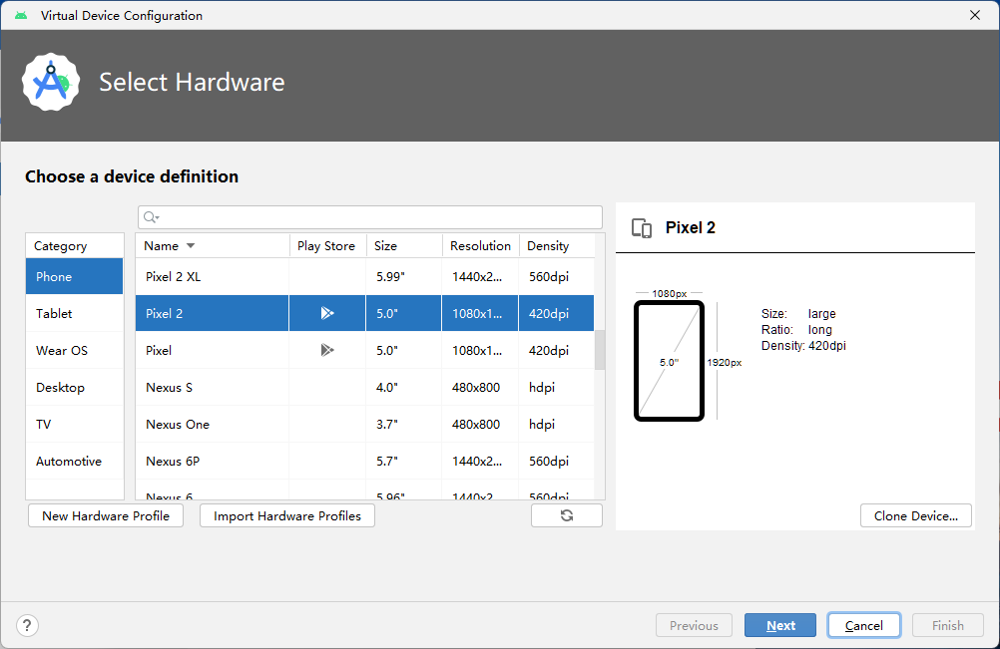 Virtual Device Configuration
Select Hardware
Choose a device definition
Category
Phone
Tablet
Wear OS
Desktop
TV
Automotive
Name Play Store Size Resolution Density
Pixel 2 XL 5.99" 1440x2... 560dpi
Pixel 2 5.0" 1080x1... 420dpi
Pixel 5.0" 1080x1... 420dpi
Nexus S 4.0" 480x800 hdpi
Nexus One 3.7" 480x800 hdpi
Nexus 6P 5.7" 1440x2... 560dpi
Nexus 6 5.96" 1440x2... 560dpi
New Hardware Profile
Import Hardware Profiles
Pixel 2
1080px
5.0"
1920px
Size: large
Ratio: long
Density: 420dpi
Clone Device...
?
Previous
Next
Cancel
Finish